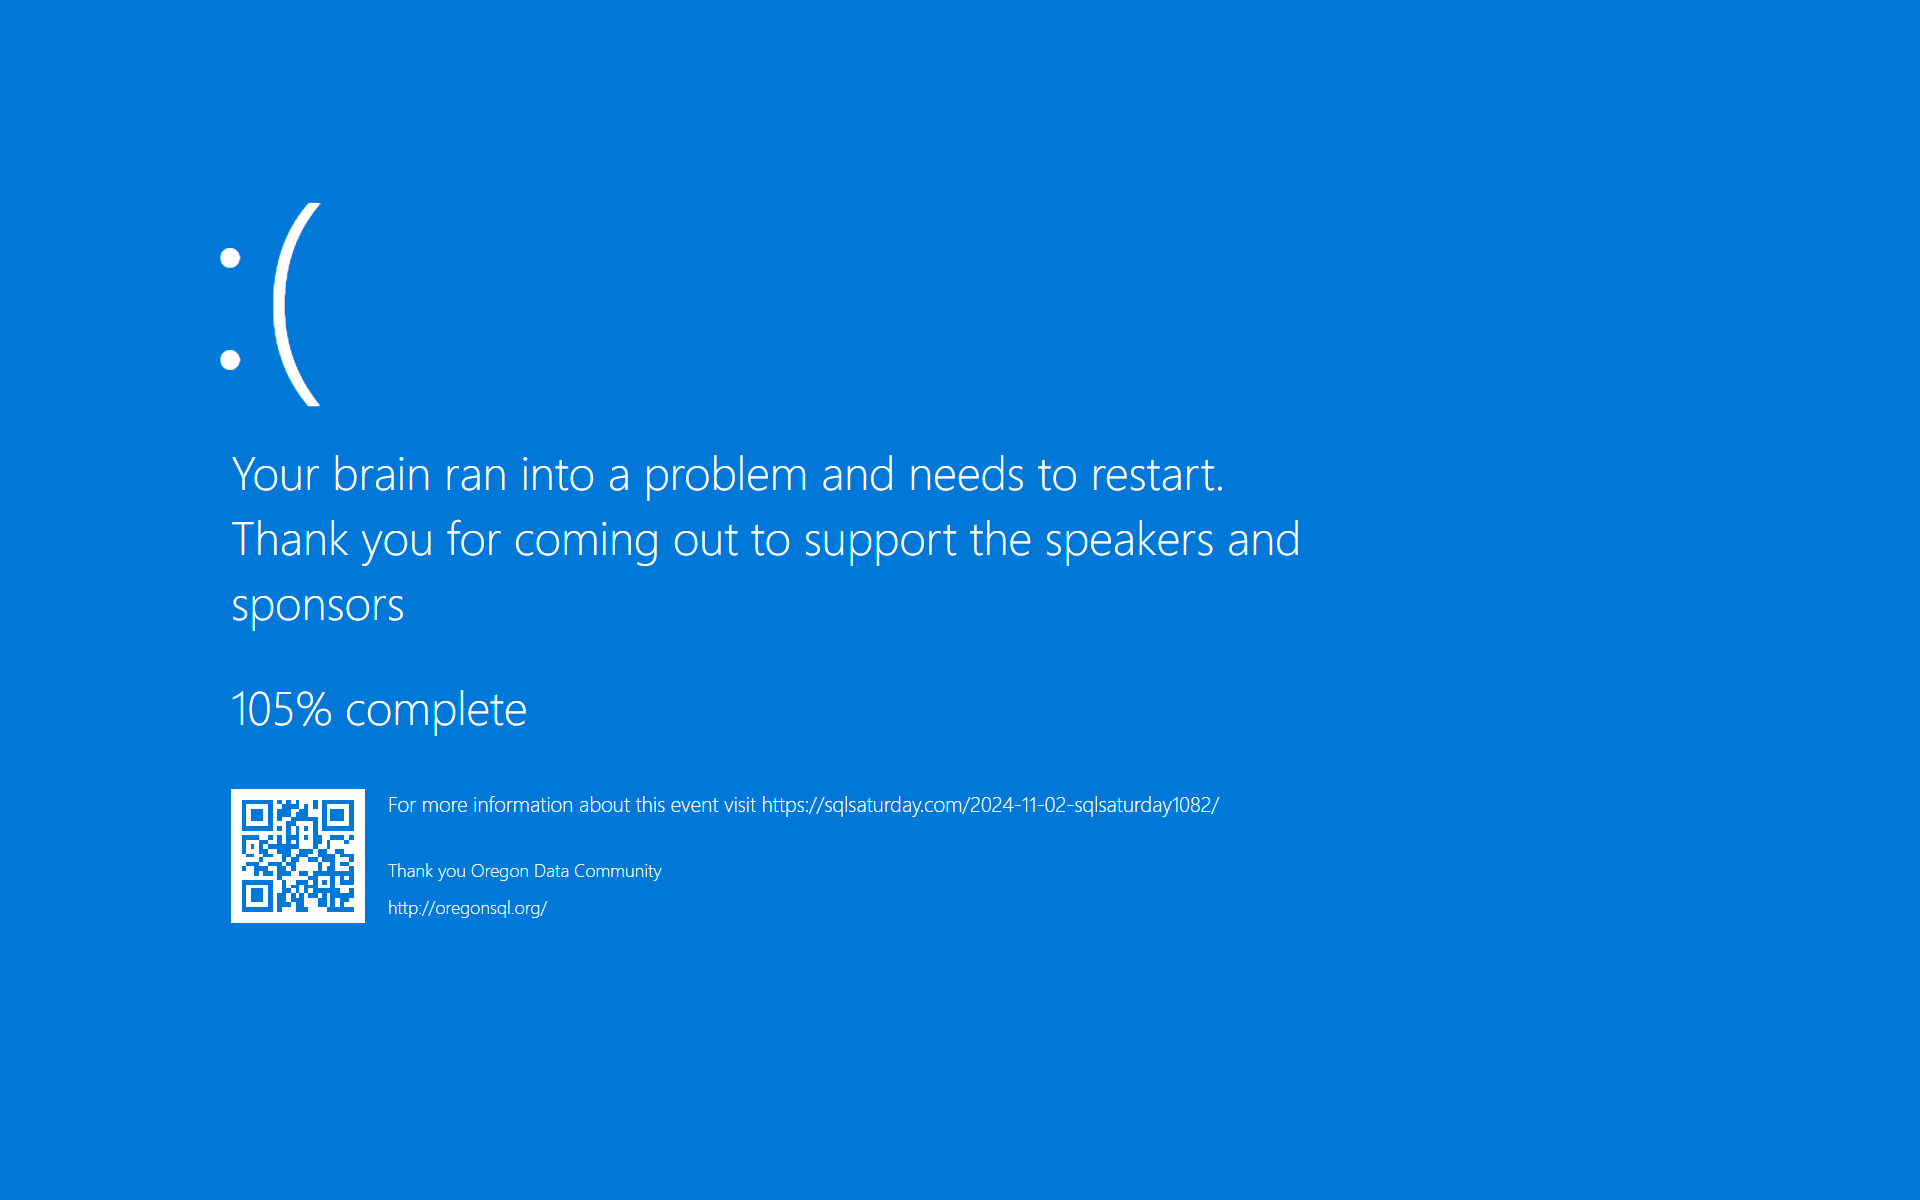 :(
Your brain ran into a problem and needs to restart.
Thank you for coming out to support the speakers and
sponsors
105% complete
For more information about this event visit https://sqlsaturday.com/2024-11-02-sqlsaturday1082/
Thank you Oregon Data Community
http://oregonsql.org/